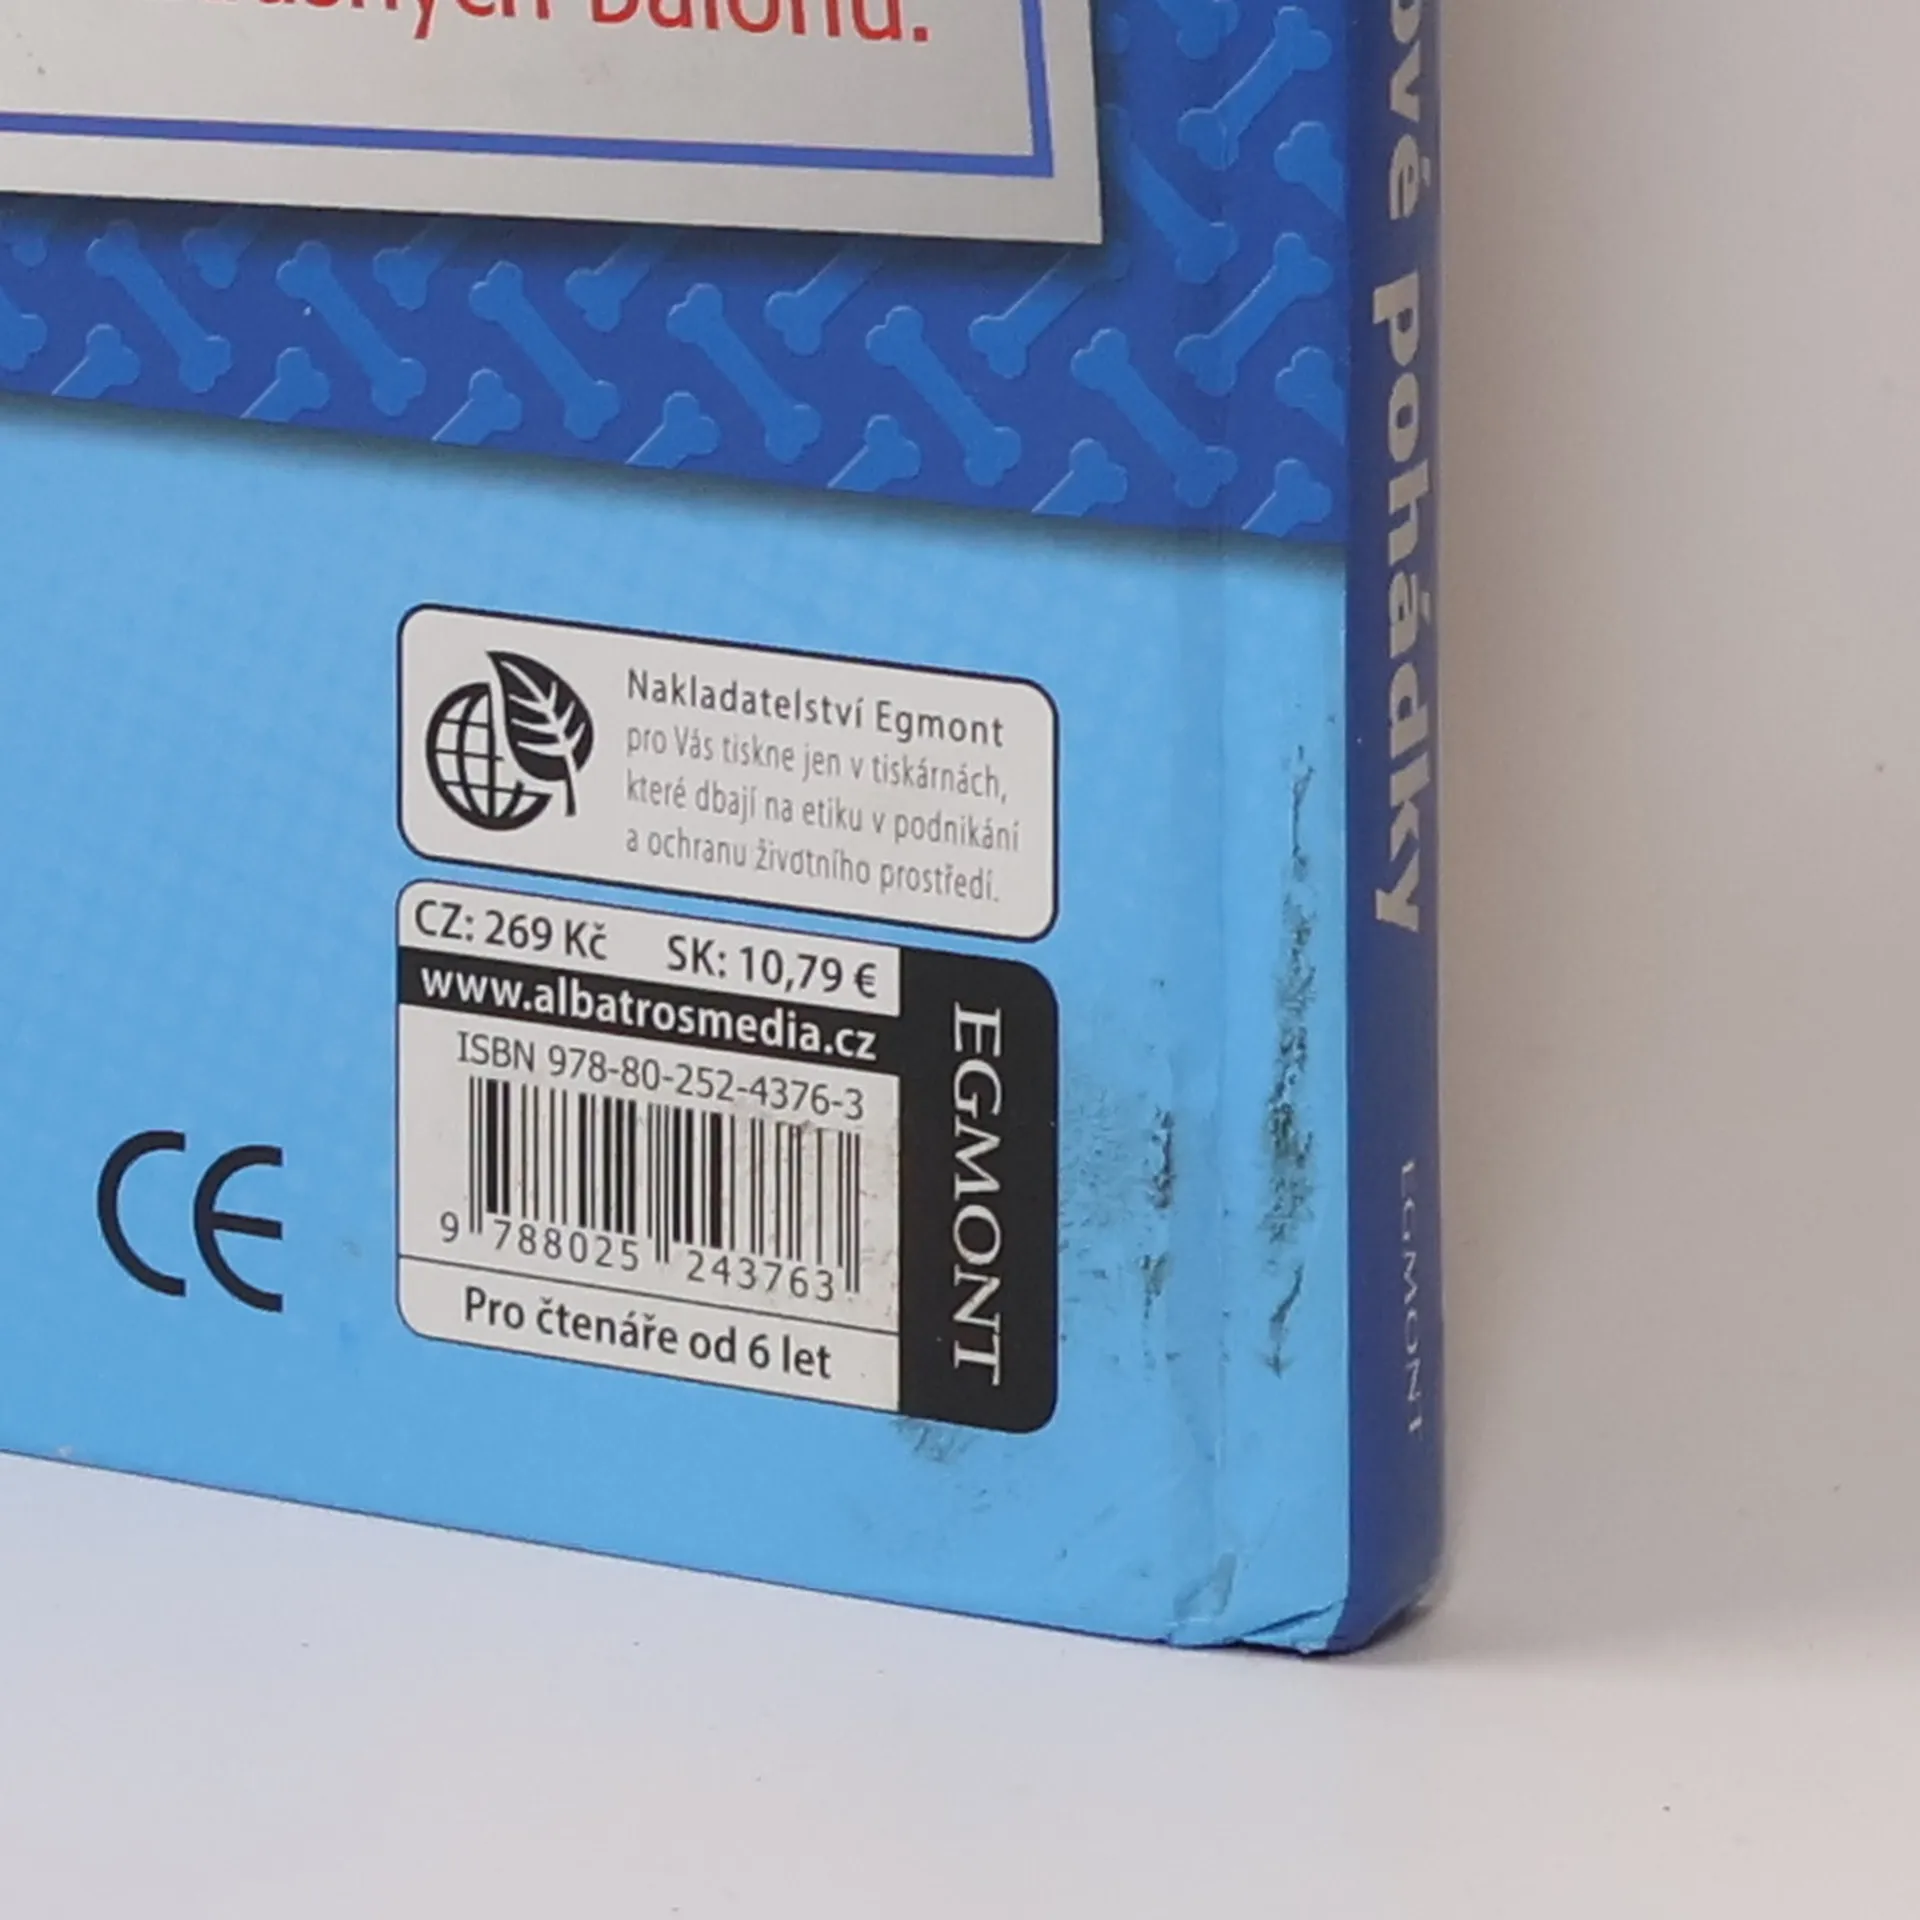 pohádky
EGMONT
Nakladatelství Egmont
pro Vás tiskne jen v tiskárnách,
které dbají na etiku v podnikání
a ochranu životního prostředí.
CZ: 269 Kč SK: 10,79 €
www.albatrosmedia.cz
ISBN 978-80-252-4376-3
9 788025 243763
Pro čtenáře od 6 let
EGMONT
CE